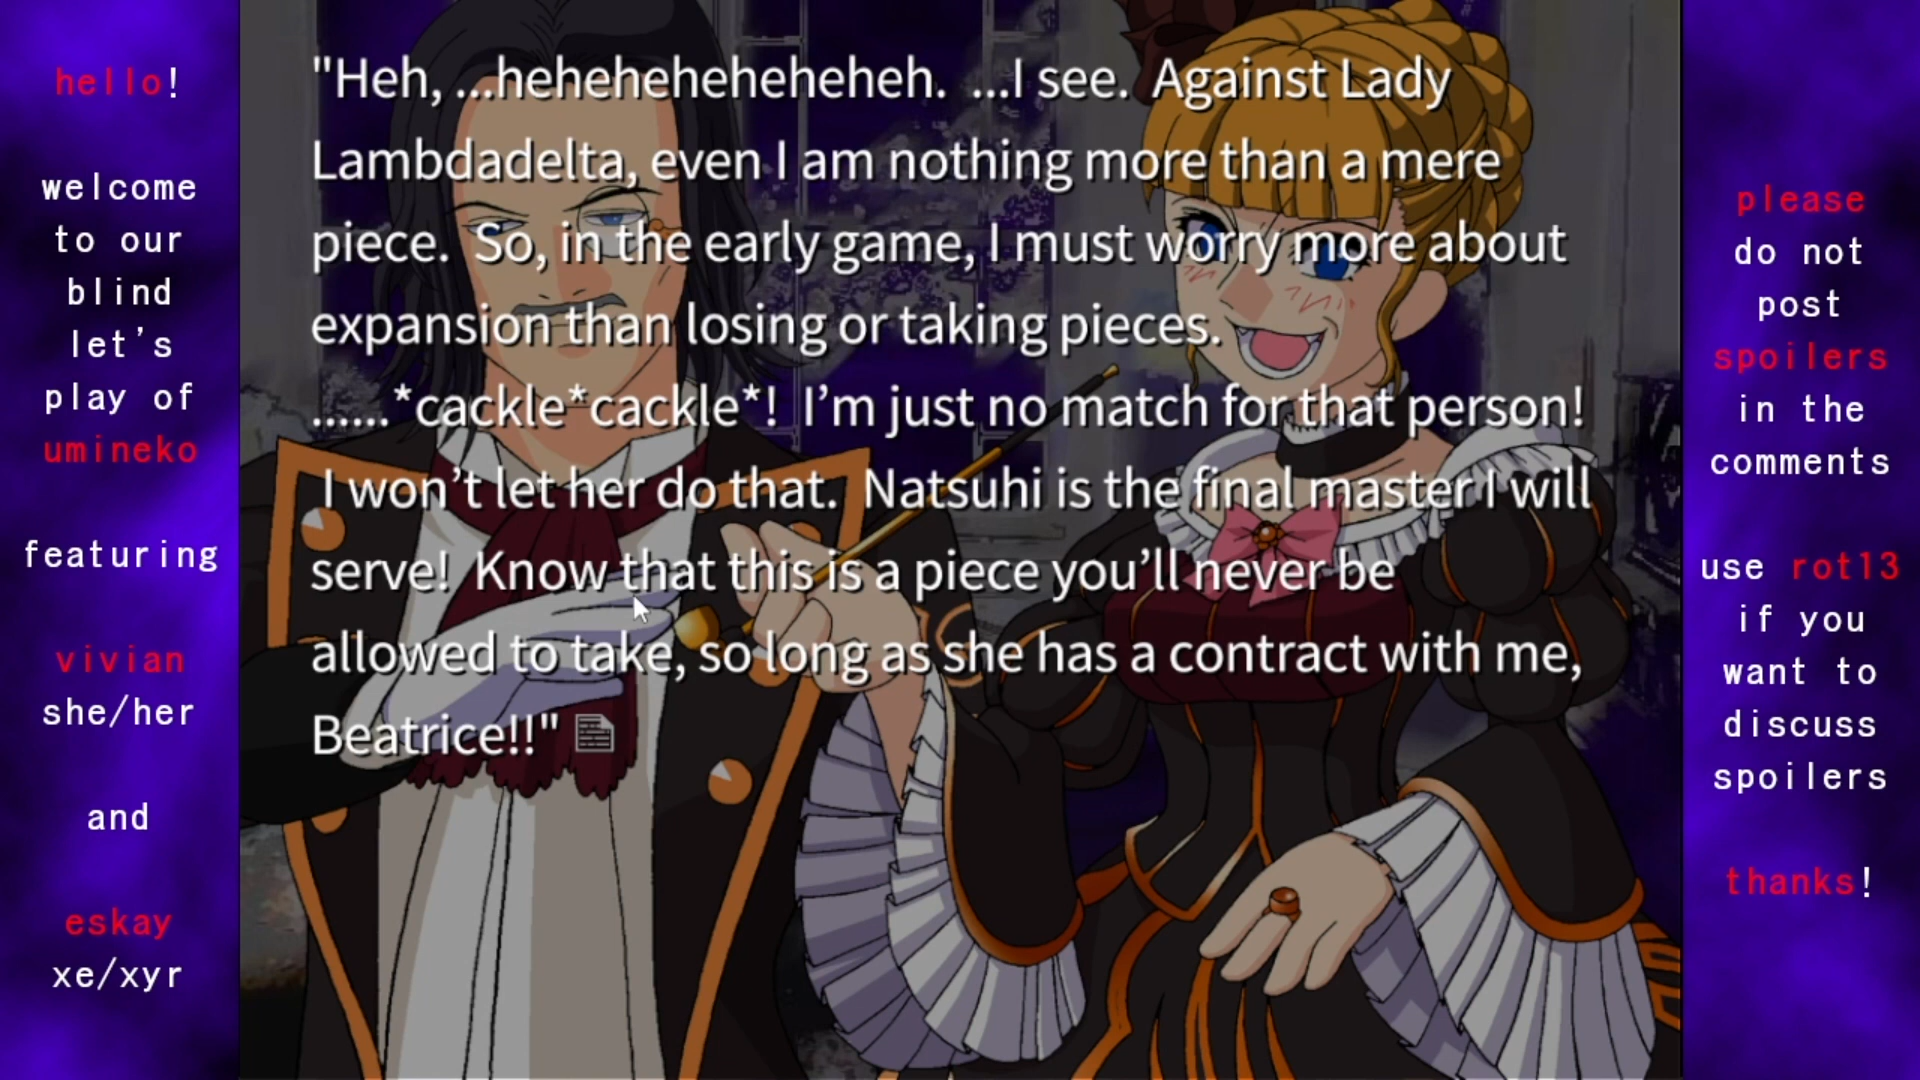 hello!
welcome
to our
blind
let's
play of
umineko
featuring
vivian
she/her
and
eskay
xe/xyr
"Heh, ...heheheheheheheh.  ...I see.  Against Lady
Lambdadelta, even I am nothing more than a mere
piece.  So, in the early game, I must worry more about
expansion than losing or taking pieces.
......*cackle*cackle*!  I’m just no match for that person!
I won’t let her do that.  Natsuhi is the final master I will
serve!  Know that this is a piece you’ll never be
allowed to take, so long as she has a contract with me,
Beatrice!!"
please
do not
post
spoilers
in the
comments
use rot13
if you
want to
discuss
spoilers
thanks!